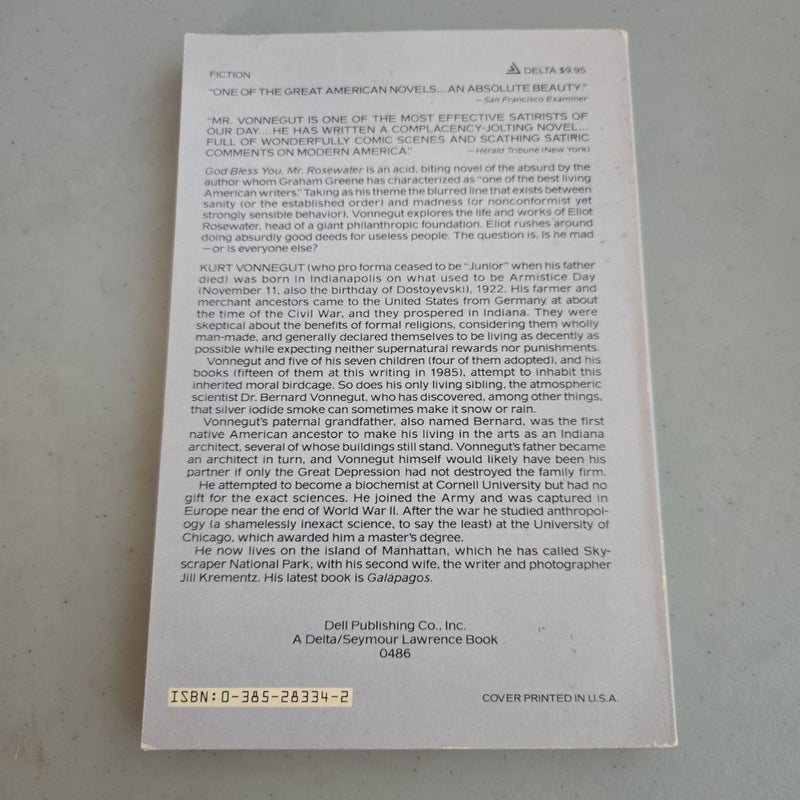 FICTION
DELTA $9.95
"ONE OF THE GREAT AMERICAN NOVELS...AN ABSOLUTE BEAUTY."
—San Francisco Examiner
"MR. VONNEGUT IS ONE OF THE MOST EFFECTIVE SATIRISTS OF
OUR DAY....HE HAS WRITTEN A COMPLACENCY-JOLTING NOVEL...
FULL OF WONDERFULLY COMIC SCENES AND SCATHING SATIRIC
COMMENTS ON MODERN AMERICA."
—Herald Tribune (New York)
God Bless You, Mr. Rosewater is an acid, biting novel of the absurd by the
author whom Graham Greene has characterized as "one of the best living
American writers." Taking as his theme the blurred line that exists between
sanity (or the established order) and madness (or nonconformist yet
strongly sensible behavior), Vonnegut explores the life and works of Eliot
Rosewater, head of a giant philanthropic foundation. Eliot rushes around
doing absurdly good deeds for useless people. The question is, Is he mad
—or is everyone else?
KURT VONNEGUT (who pro forma ceased to be "Junior" when his father
died) was born in Indianapolis on what used to be Armistice Day
(November 11, also the birthday of Dostoyevski), 1922. His farmer and
merchant ancestors came to the United States from Germany at about
the time of the Civil War, and they prospered in Indiana. They were
skeptical about the benefits of formal religions, considering them wholly
man-made, and generally declared themselves to be living as decently as
possible while expecting neither supernatural rewards nor punishments.
Vonnegut and five of his seven children (four of them adopted), and his
books (fifteen of them at this writing in 1985), attempt to inhabit this
inherited moral birdcage. So does his only living sibling, the atmospheric
scientist Dr. Bernard Vonnegut, who has discovered, among other things,
that silver iodide smoke can sometimes make it snow or rain.
Vonnegut's paternal grandfather, also named Bernard, was the first
native American ancestor to make his living in the arts as an Indiana
architect, several of whose buildings still stand. Vonnegut's father became
an architect in turn, and Vonnegut himself would likely have been his
partner if only the Great Depression had not destroyed the family firm.
He attempted to become a biochemist at Cornell University but had no
gift for the exact sciences. He joined the Army and was captured in
Europe near the end of World War II. After the war he studied anthropol-
ogy (a shamelessly inexact science, to say the least) at the University of
Chicago, which awarded him a master's degree.
He now lives on the island of Manhattan, which he has called Sky-
scraper National Park, with his second wife, the writer and photographer
Jill Krementz. His latest book is Galápagos.
Dell Publishing Co., Inc.
A Delta/Seymour Lawrence Book
0486
ISBN: 0-385-28334-2
COVER PRINTED IN U.S.A.